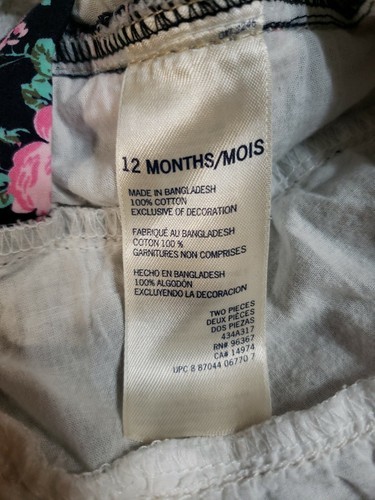 12 MONTHS/MOIS
MADE IN BANGLADESH
100% COTTON
EXCLUSIVE OF DECORATION
FABRIQUÉ AU BANGLADESH
COTON 100 %
GARNITURES NON COMPRISES
HECHO EN BANGLADESH
100% ALGODÓN
EXCLUYENDO LA DECORACION
TWO PIECES
DEUX PIÈCES
DOS PIEZAS
434A317
RN# 96367
CA# 14974
UPC 8 87044 06770 7